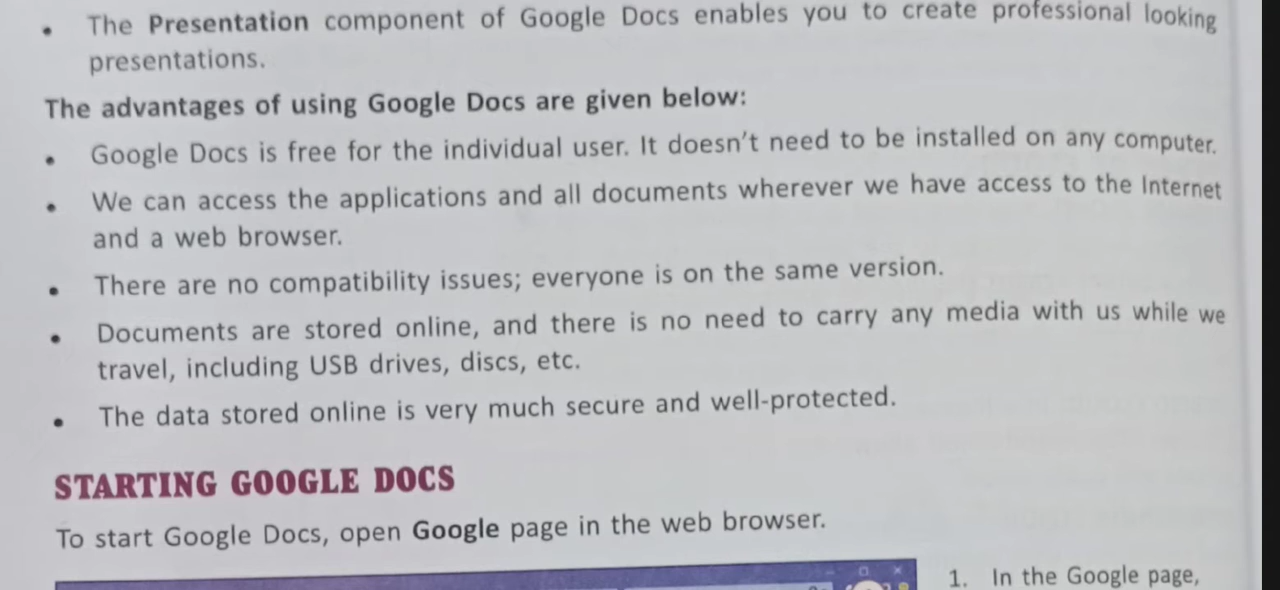 • The Presentation component of Google Docs enables you to create professional looking
presentations.
The advantages of using Google Docs are given below:
• Google Docs is free for the individual user. It doesn't need to be installed on any computer.
• We can access the applications and all documents wherever we have access to the Internet
and a web browser.
• There are no compatibility issues; everyone is on the same version.
• Documents are stored online, and there is no need to carry any media with us while we
travel, including USB drives, discs, etc.
• The data stored online is very much secure and well-protected.
STARTING GOOGLE DOCS
To start Google Docs, open Google page in the web browser.
1. In the Google page,